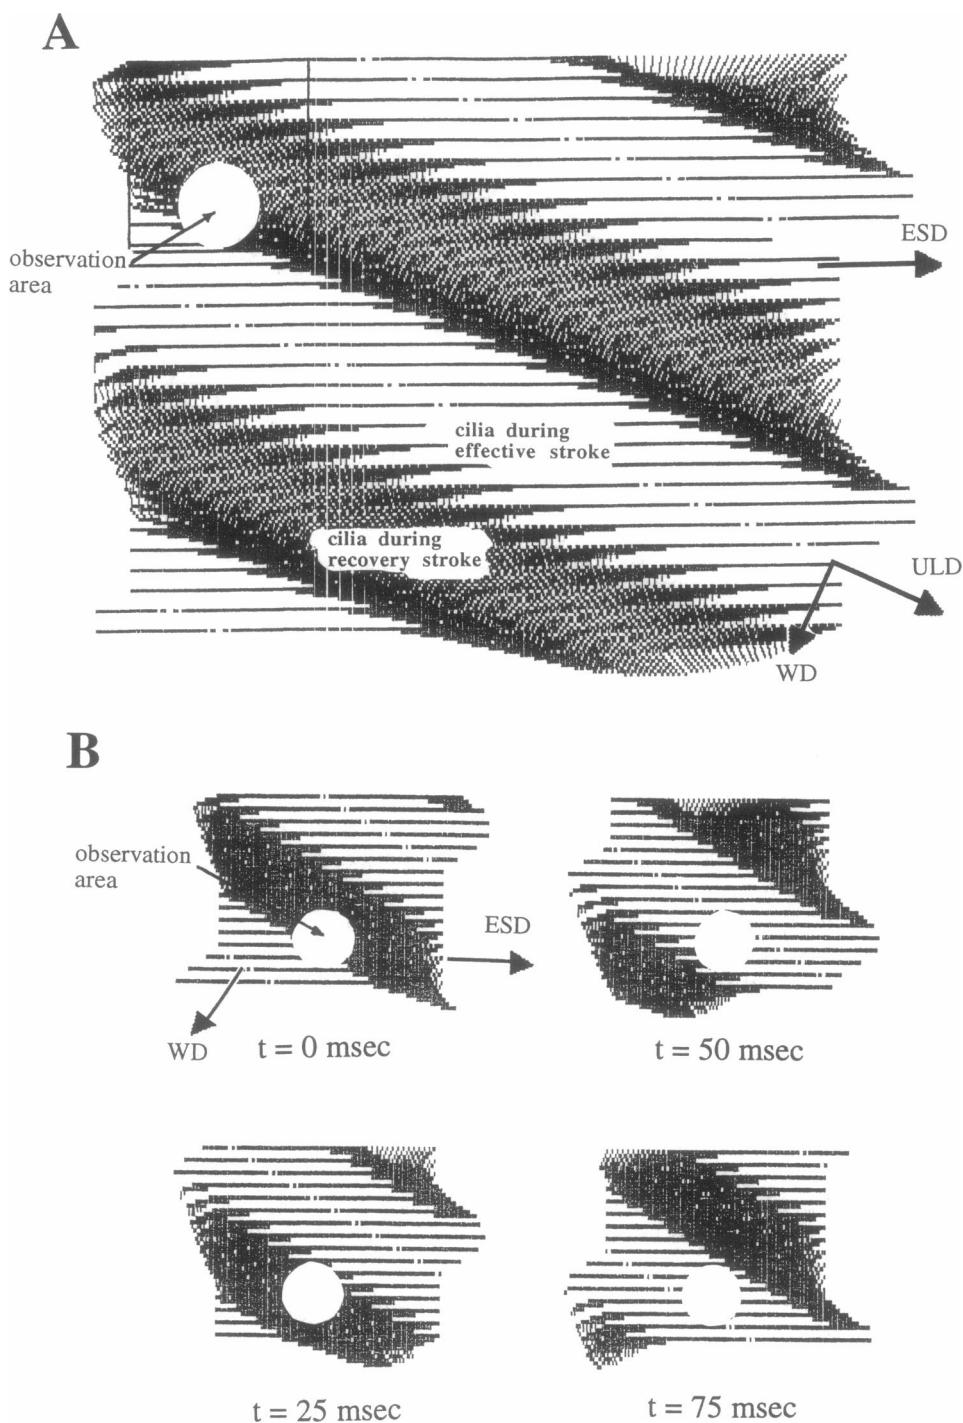 A
observation
area
ESD
cilia during
effective stroke
cilia during
recovery stroke
ULD
WD
B
observation
area
ESD
WD
t = 0 msec
t = 50 msec
t = 25 msec
t = 75 msec